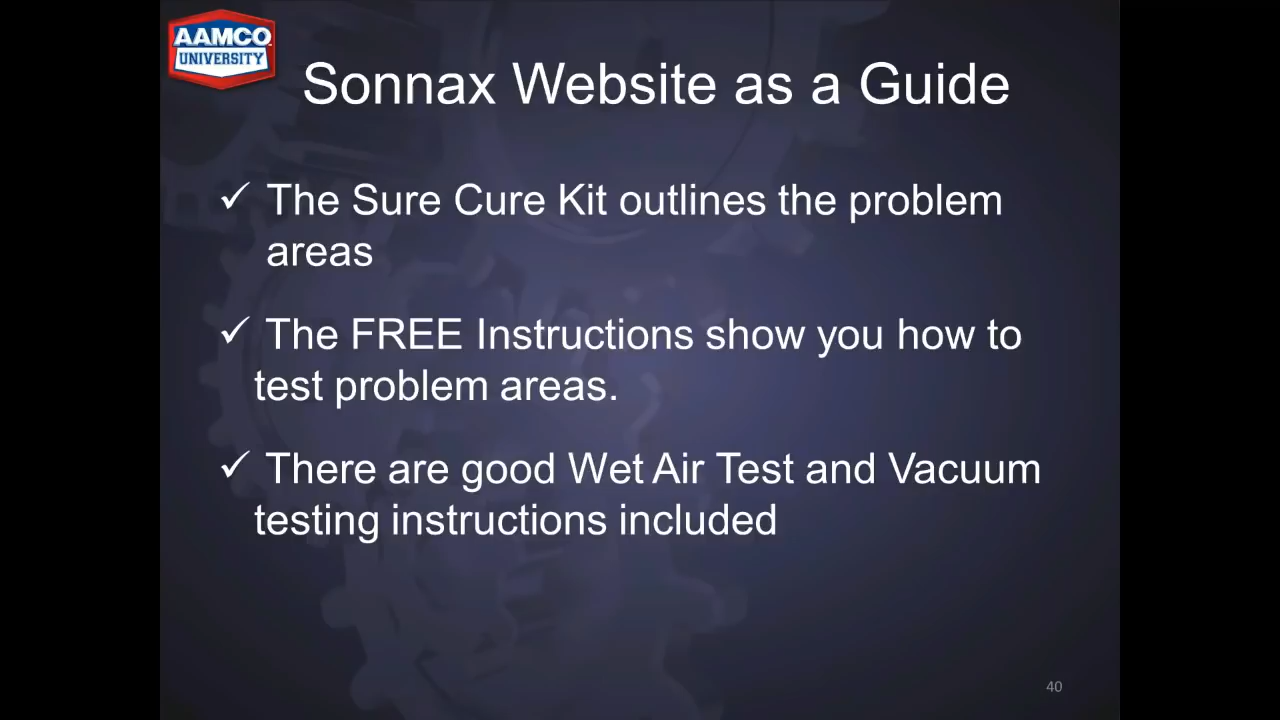 AAMCO
UNIVERSITY
Sonnax Website as a Guide
✓ The Sure Cure Kit outlines the problem
areas
✓ The FREE Instructions show you how to
test problem areas.
✓ There are good Wet Air Test and Vacuum
testing instructions included
40